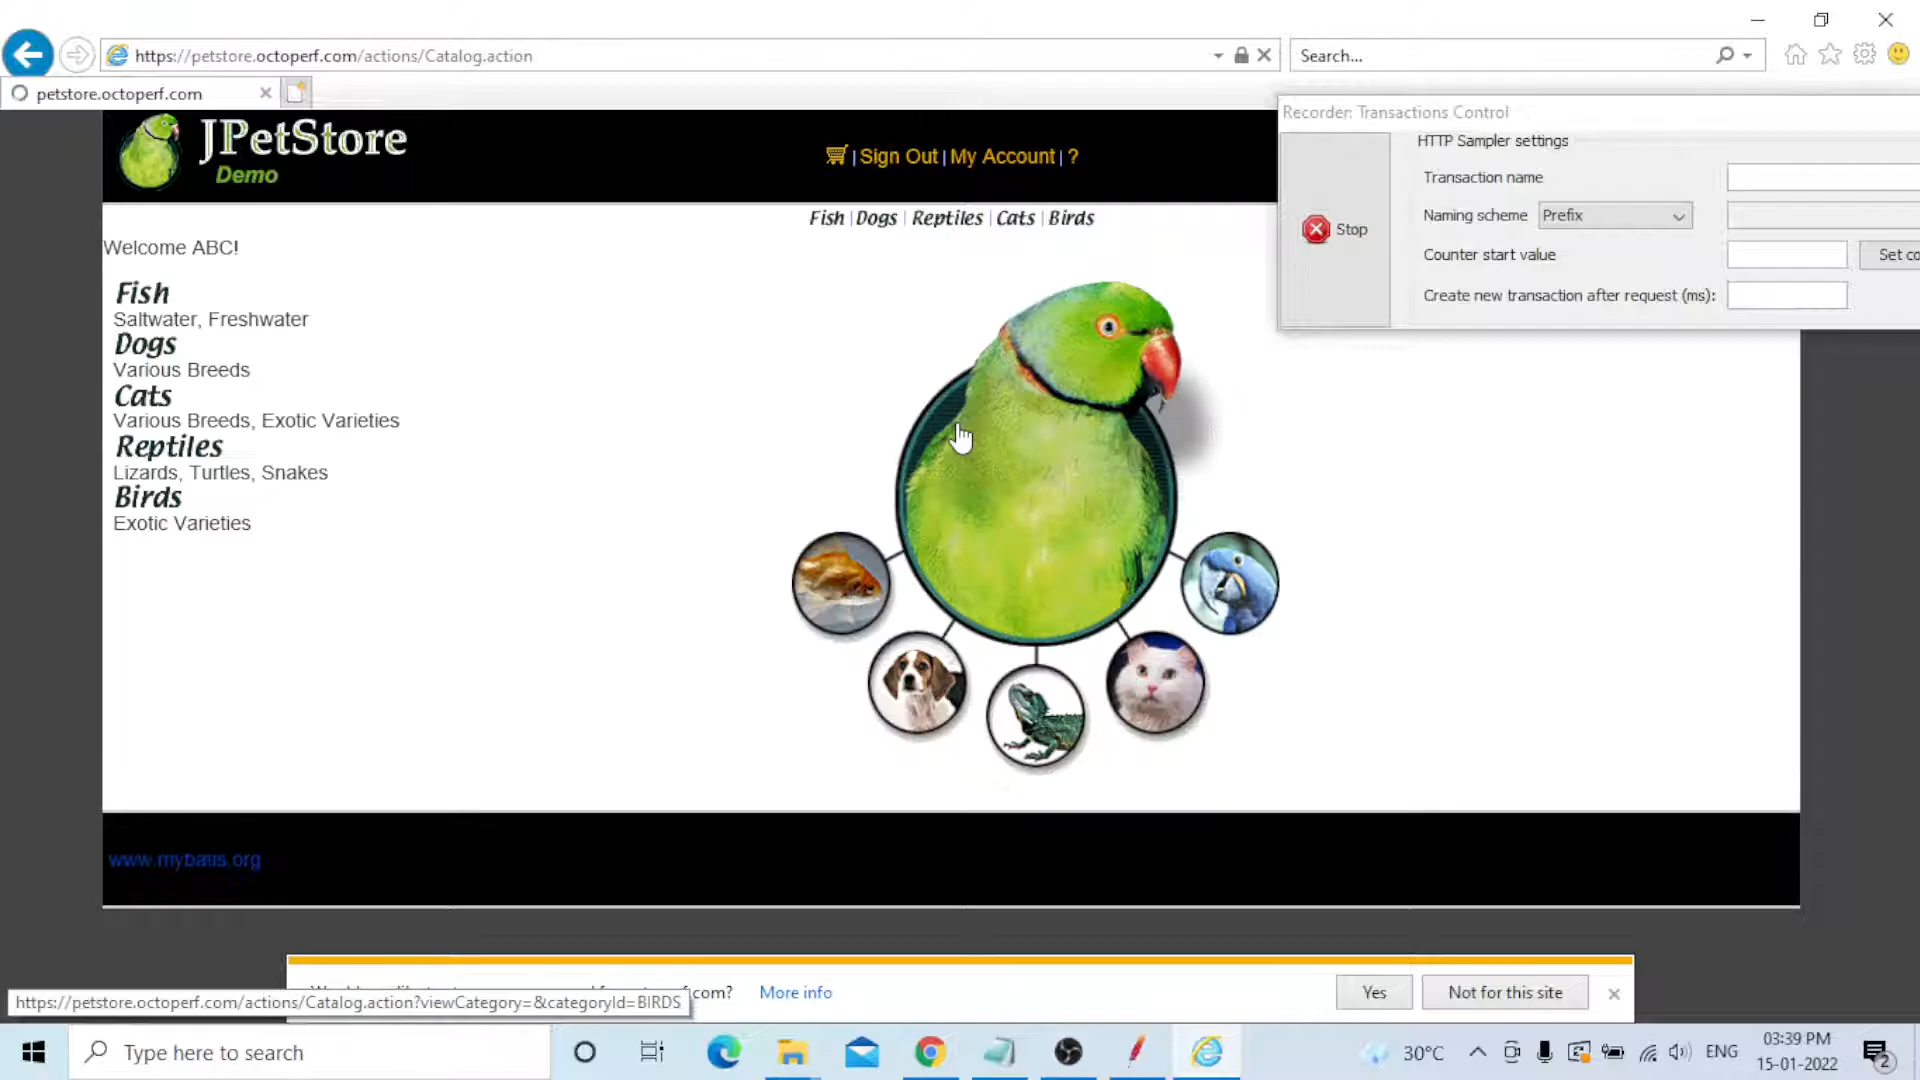 https://petstore.octoperf.com/actions/Catalog.action
Search...
petstore.octoperf.com
JPetStore
Demo
| Sign Out | My Account | ?
Fish | Dogs | Reptiles | Cats | Birds
Welcome ABC!
Fish
Saltwater, Freshwater
Dogs
Various Breeds
Cats
Various Breeds, Exotic Varieties
Reptiles
Lizards, Turtles, Snakes
Birds
Exotic Varieties
Recorder: Transactions Control
HTTP Sampler settings
Transaction name
Naming scheme Prefix
Counter start value
Set co
Create new transaction after request (ms):
Stop
www.mybatis.org
.com? More info
Yes
Not for this site
https://petstore.octoperf.com/actions/Catalog.action?viewCategory=&categoryId=BIRDS
Type here to search
30°C
ENG
03:39 PM
15-01-2022
2